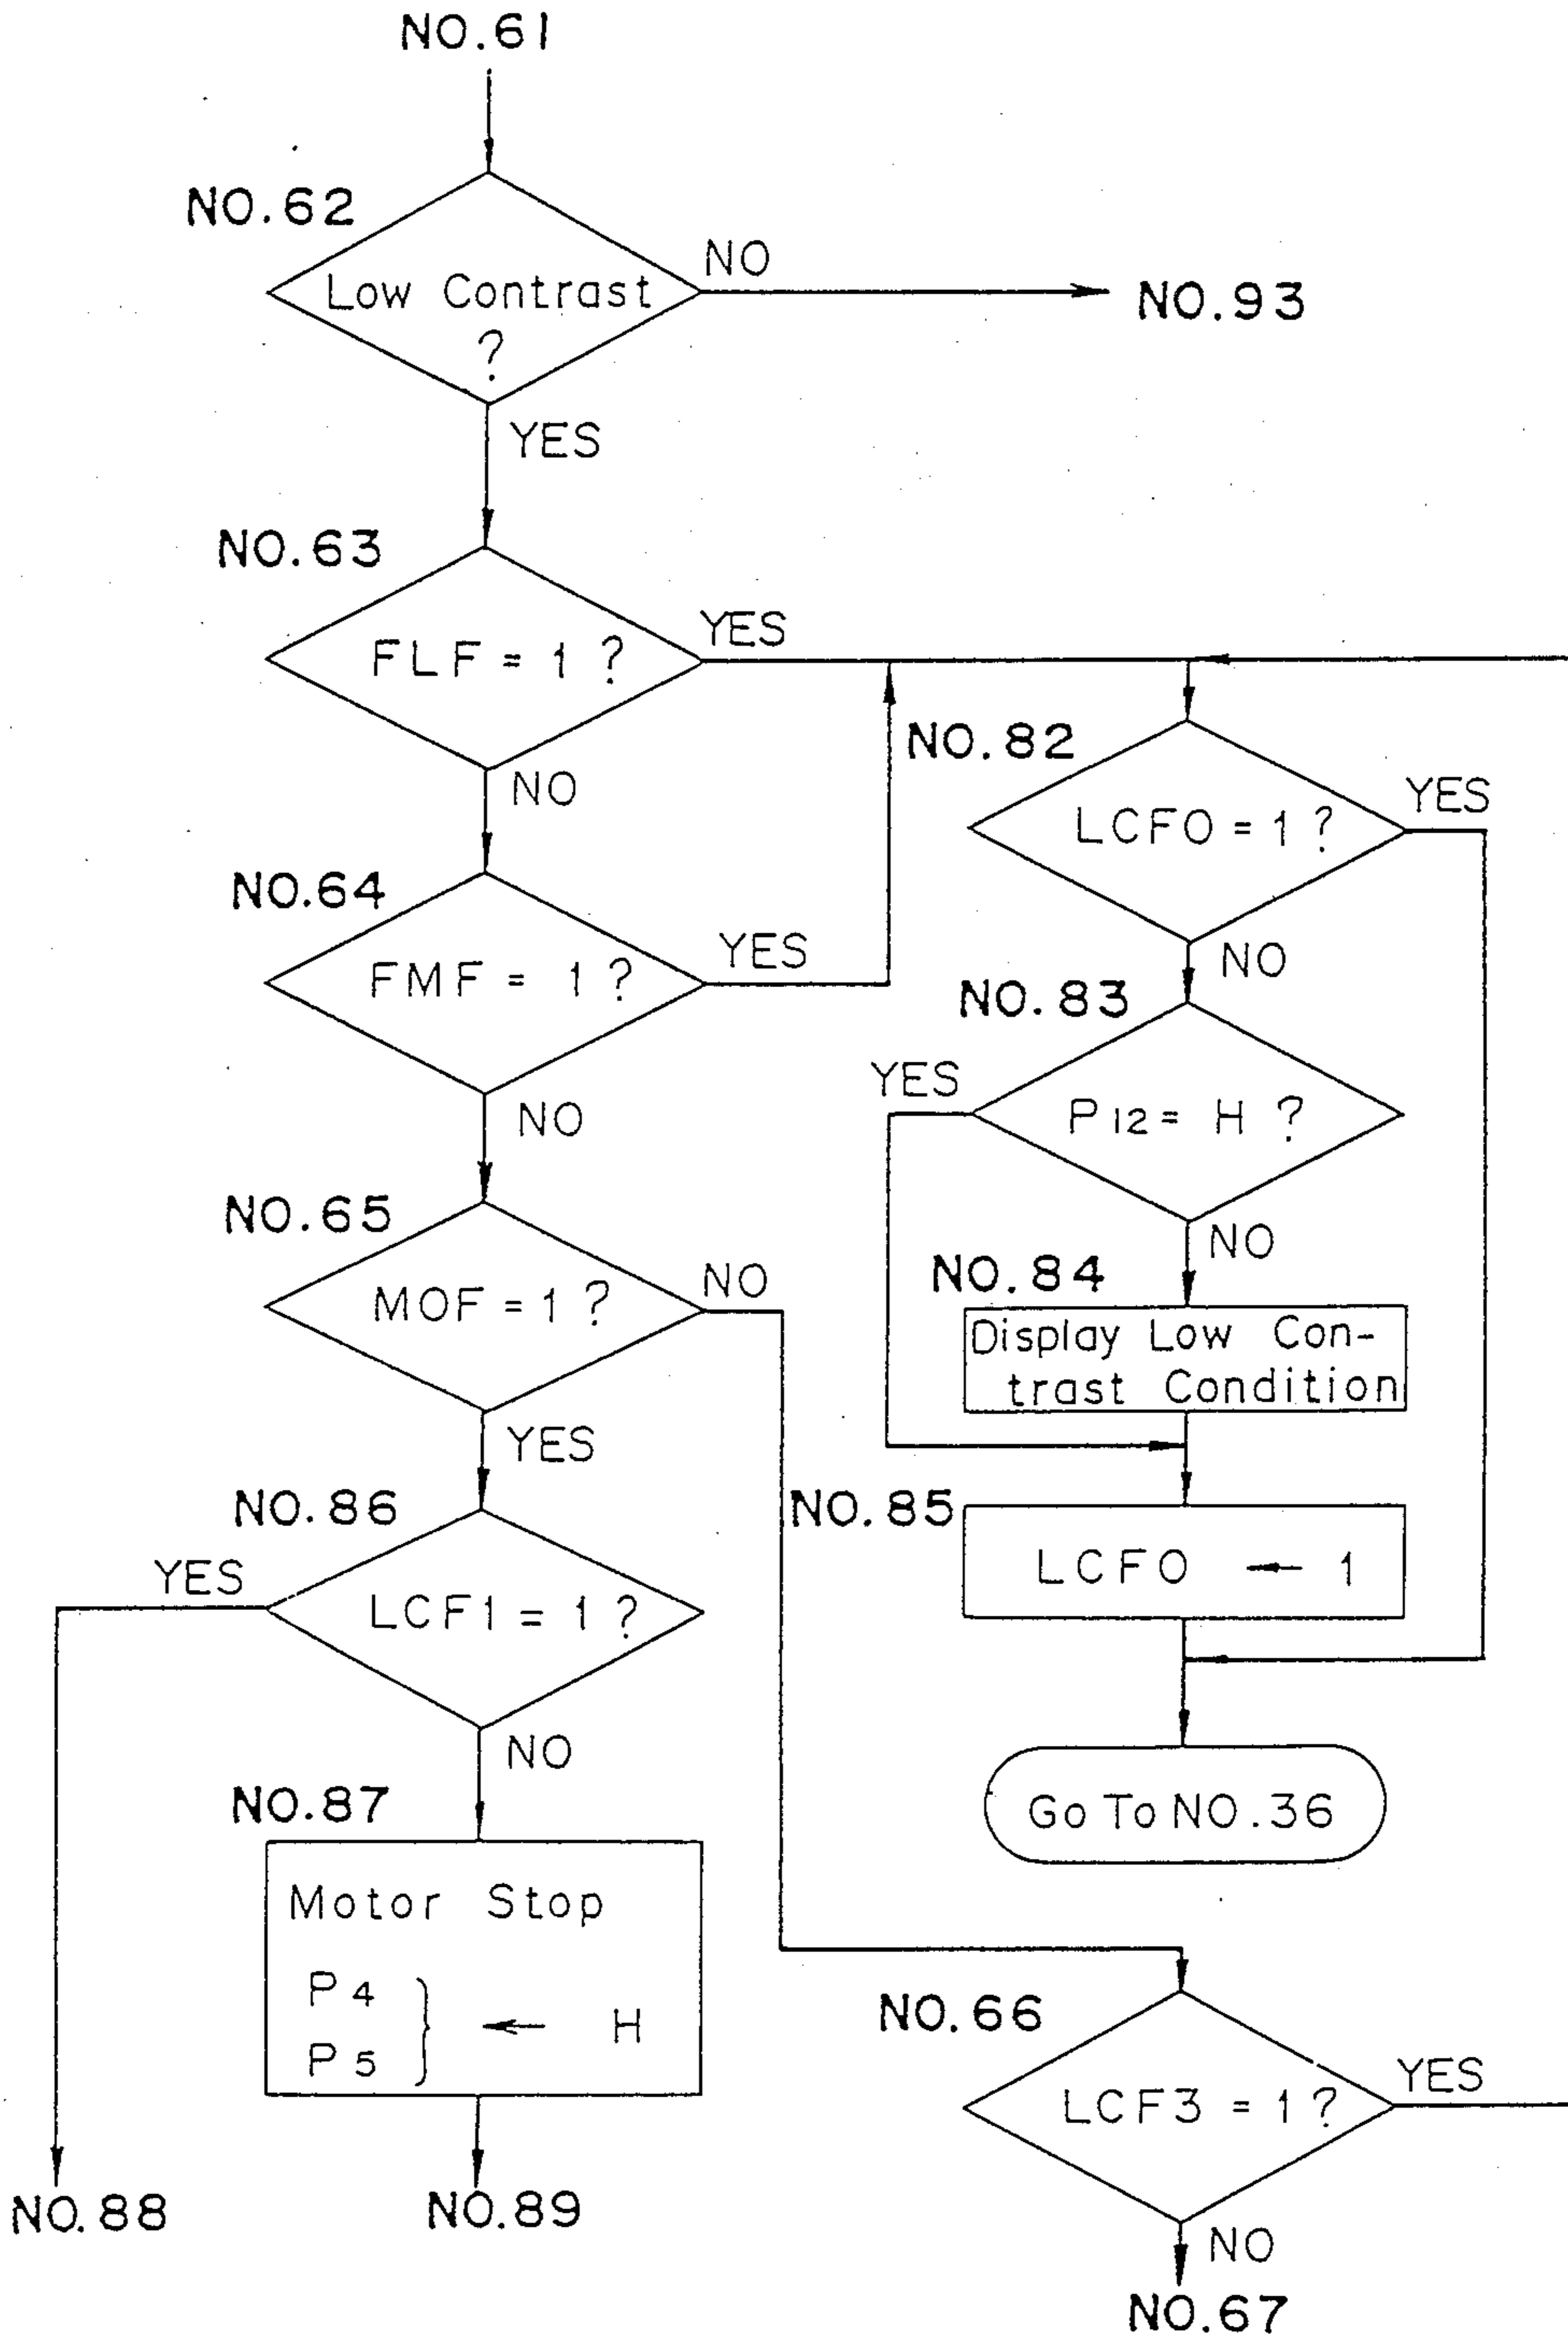 NO.61
NO.62
Low Contrast
?
NO
NO.93
YES
NO.63
FLF = 1 ?
YES
NO
NO.64
FMF = 1 ?
YES
NO
NO.65
MOF = 1 ?
NO
YES
NO.86
YES
LCF1 = 1 ?
NO
NO.87
Motor Stop
P4
P5
← H
NO.88
NO.89
NO.82
LCF0 = 1 ?
YES
NO
NO.83
YES
P12 = H ?
NO
NO.84
Display Low Con-
trast Condition
NO.85
LCF0 ← 1
Go To NO.36
NO.66
LCF3 = 1 ?
YES
NO
NO.67